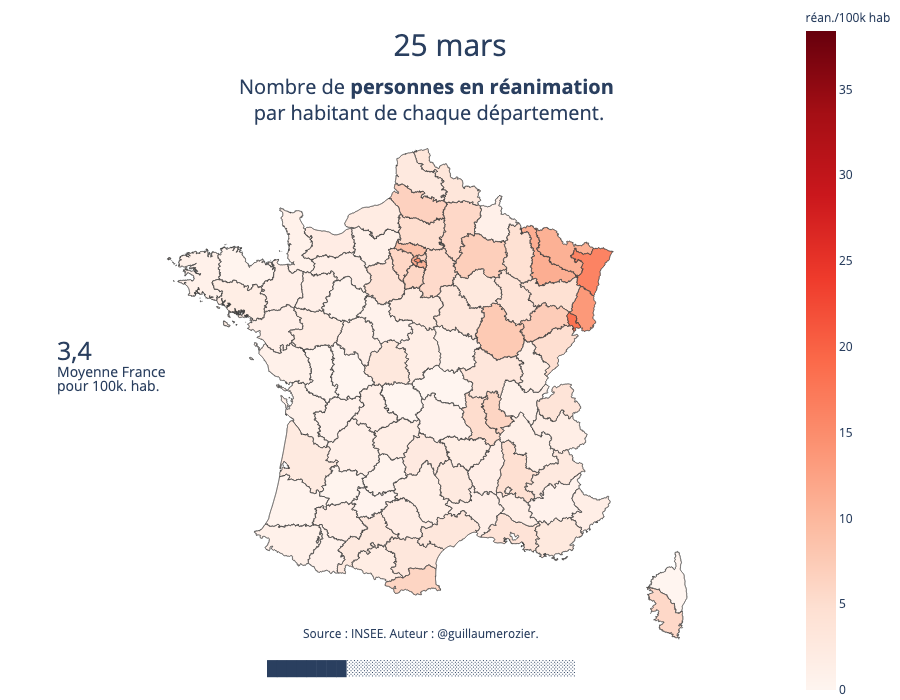 25 mars
Nombre de personnes en réanimation
par habitant de chaque département.
réan./100k hab
35
30
25
20
15
10
5
0
3,4
Moyenne France
pour 100k. hab.
Source : INSEE. Auteur : @guillaumerozier.